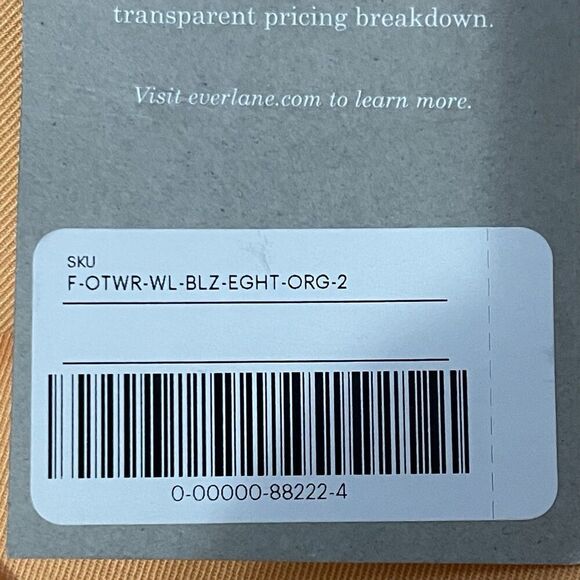 transparent pricing breakdown.
Visit everlane.com to learn more.
SKU
F-OTWR-WL-BLZ-EGHT-ORG-2
0-00000-88222-4